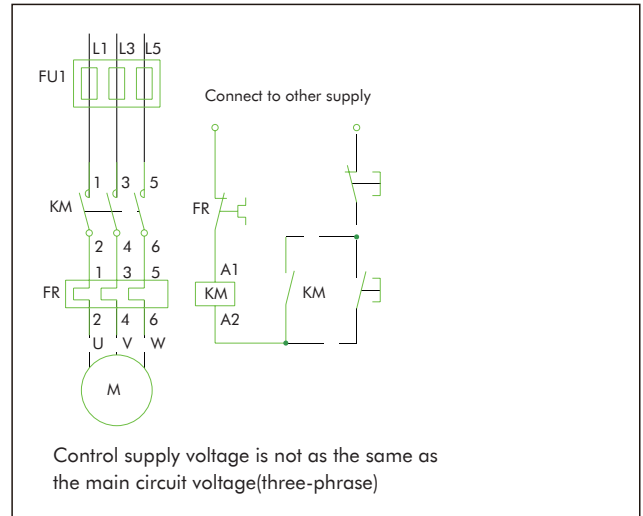 L1 L3 L5
FU1
Connect to other supply
1 3 5
KM
FR
2 4 6
1 3 5
A1
FR
KM
KM
2 4 6
A2
U V W
M
Control supply voltage is not as the same as
the main circuit voltage(three-phrase)